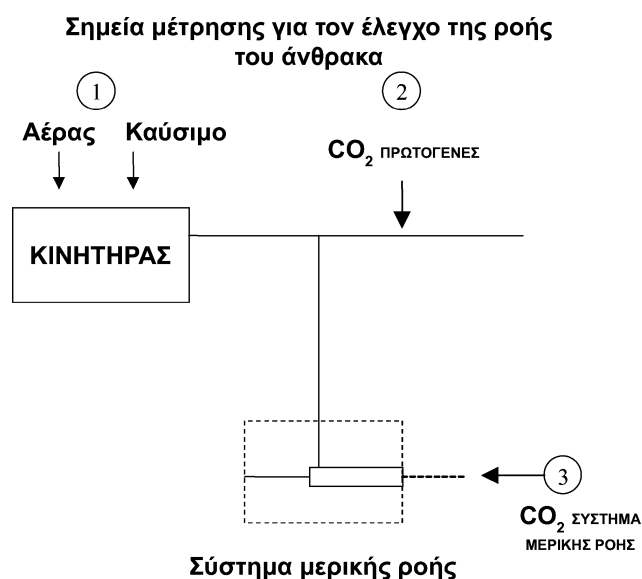 Σημεία μέτρησης για τον έλεγχο της ροής
του άνθρακα
1
2
Αέρας Καύσιμο
CO2 ΠΡΩΤΟΓΕΝΕΣ
ΚΙΝΗΤΗΡΑΣ
3
CO2 ΣΥΣΤΗΜΑ
ΜΕΡΙΚΗΣ ΡΟΗΣ
Σύστημα μερικής ροής